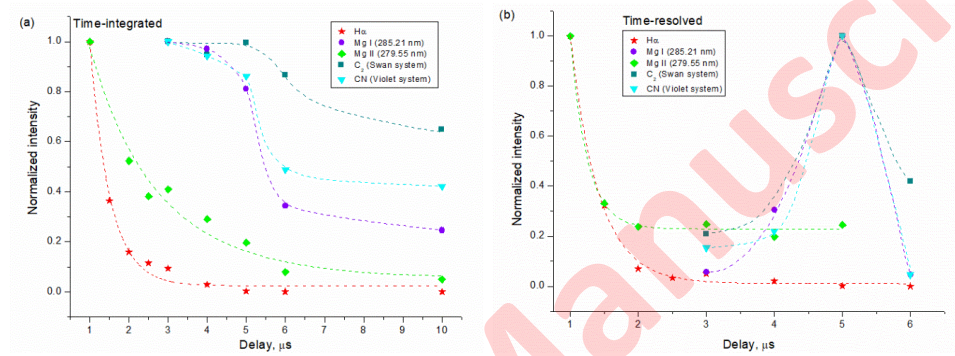 (a)
Time-integrated
Hα
Mg I (285.21 nm)
Mg II (279.55 nm)
C₂ (Swan system)
CN (Violet system)
Normalized intensity
1.0
0.8
0.6
0.4
0.2
0.0
1 2 3 4 5 6 7 8 9 10
Delay, μs
(b)
Time-resolved
Hα
Mg I (285.21 nm)
Mg II (279.55 nm)
C₂ (Swan system)
CN (Violet system)
Normalized intensity
1.0
0.8
0.6
0.4
0.2
0.0
1 2 3 4 5 6
Delay, μs
Manuscri